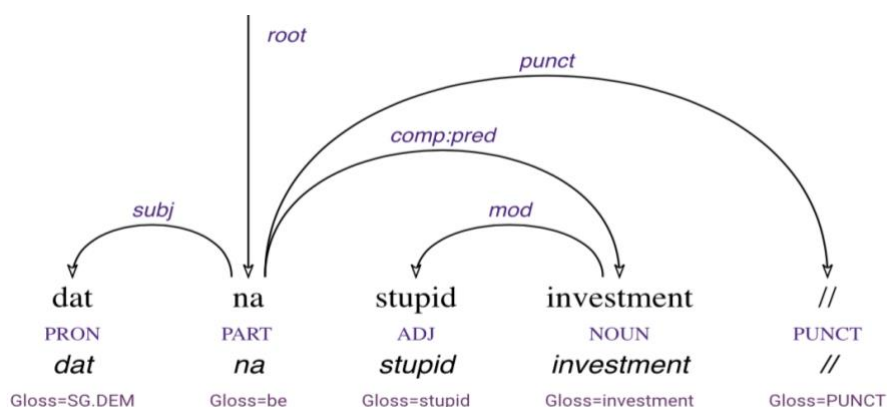 root
punct
comp:pred
subj mod
dat na stupid investment //
PRON PART ADJ NOUN PUNCT
dat na stupid investment //
Gloss=SG.DEM Gloss=be Gloss=stupid Gloss=investment Gloss=PUNCT